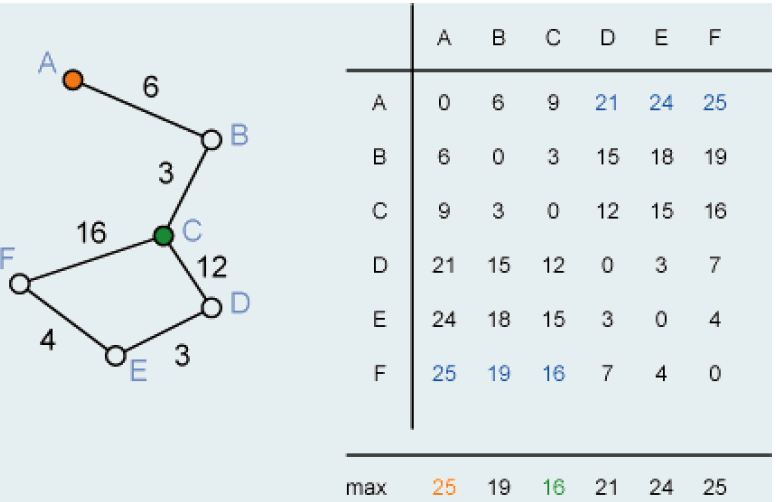 A
6
B
3
16
C
F
12
D
4
3
E
A B C D E F
A 0 6 9 21 24 25
B 6 0 3 15 18 19
C 9 3 0 12 15 16
D 21 15 12 0 3 7
E 24 18 15 3 0 4
F 25 19 16 7 4 0
max 25 19 16 21 24 25